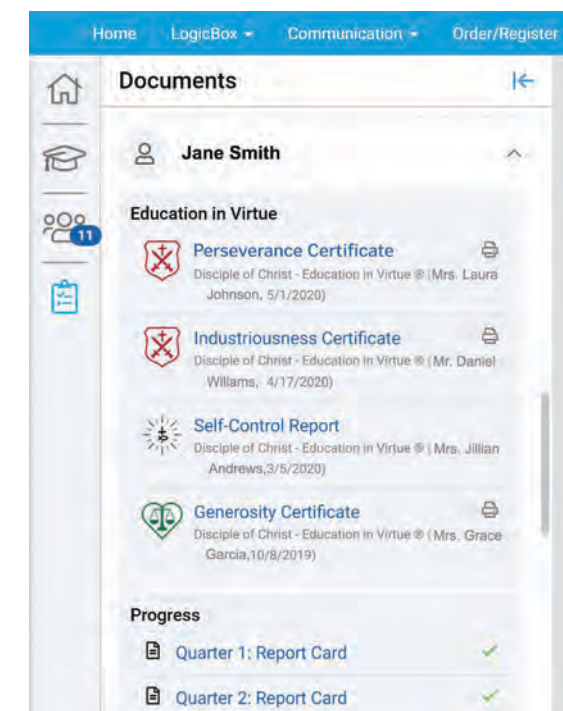 Home LogicBox Communication Order/Register
Documents
Jane Smith
11
Education in Virtue
Perseverance Certificate
Disciple of Christ - Education in Virtue ® (Mrs. Laura
Johnson, 5/1/2020)
Industriousness Certificate
Disciple of Christ - Education in Virtue ® (Mr. Daniel
Willams, 4/17/2020)
Self-Control Report
Disciple of Christ - Education in Virtue ® (Mrs. Jillian
Andrews,3/5/2020)
Generosity Certificate
Disciple of Christ - Education in Virtue ® (Mrs. Grace
Garcia,10/8/2019)
Progress
Quarter 1: Report Card
Quarter 2: Report Card